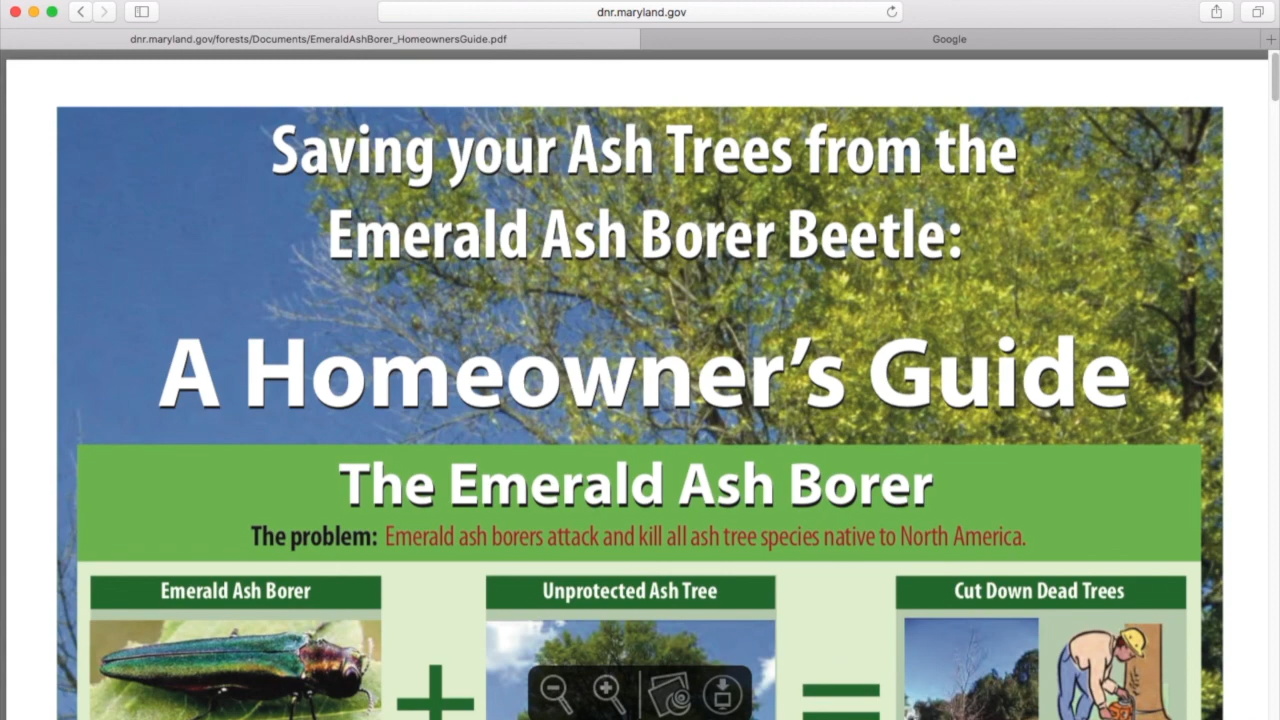 dnr.maryland.gov
dnr.maryland.gov/forests/Documents/EmeraldAshBorer_HomeownersGuide.pdf
Google
Saving your Ash Trees from the
Emerald Ash Borer Beetle:
A Homeowner's Guide
The Emerald Ash Borer
The problem: Emerald ash borers attack and kill all ash tree species native to North America.
Emerald Ash Borer
Unprotected Ash Tree
Cut Down Dead Trees